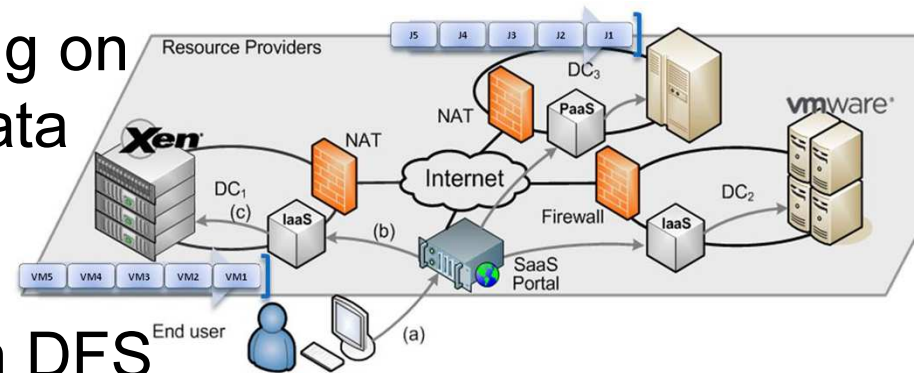 g on
ata
n DFS
Resource Providers
J5 J4 J3 J2 J1
DC3
NAT
PaaS
vmware®
Xen®
NAT
Internet
DC1
(c)
IaaS
(b)
Firewall
IaaS
DC2
SaaS
Portal
VM5 VM4 VM3 VM2 VM1
End user
(a)